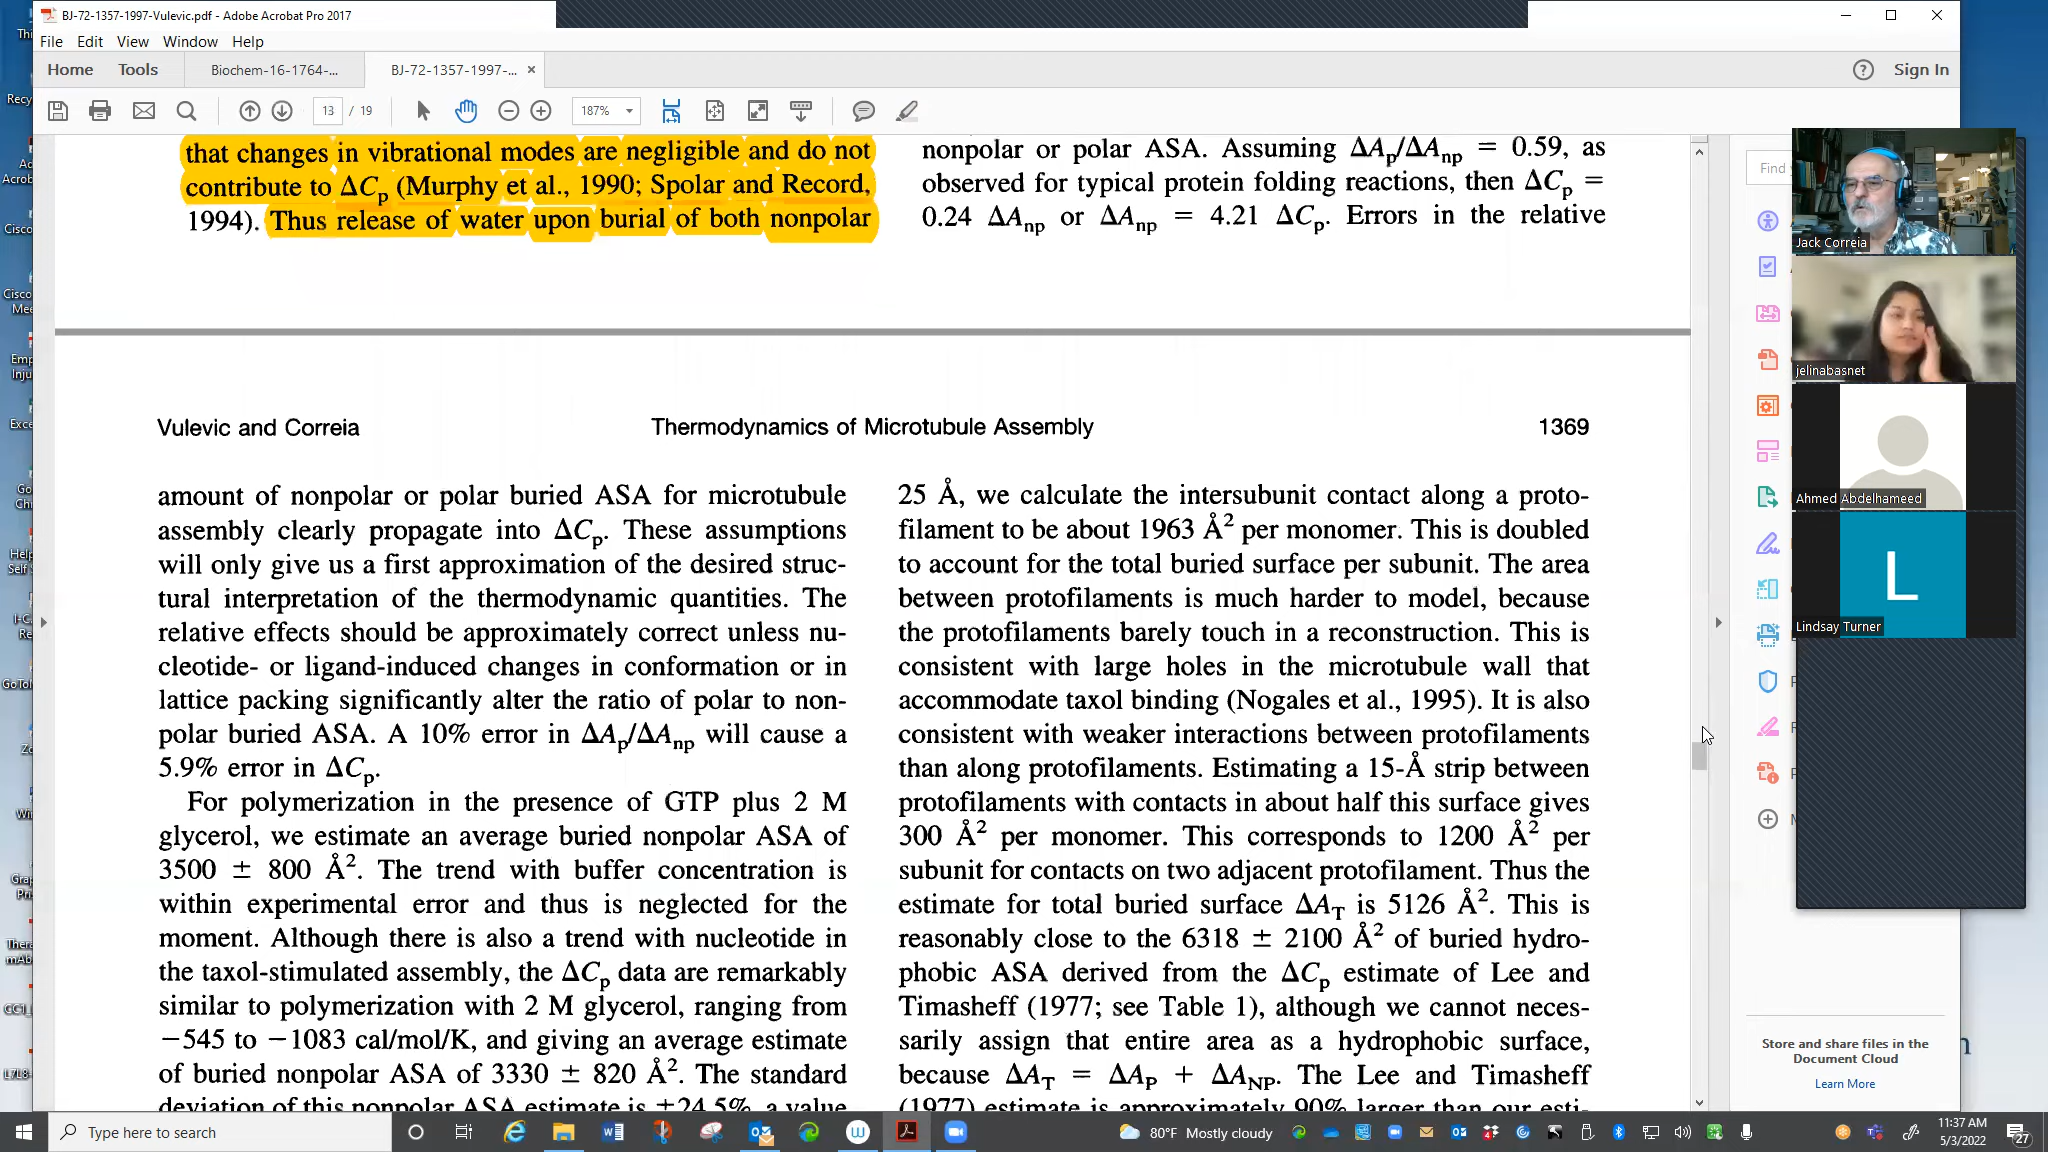 BJ-72-1357-1997-Vulevic.pdf - Adobe Acrobat Pro 2017
File Edit View Window Help
Home Tools Biochem-16-1764-... BJ-72-1357-1997-... × Sign In
13 / 19 187%
that changes in vibrational modes are negligible and do not
contribute to ΔCp (Murphy et al., 1990; Spolar and Record,
1994). Thus release of water upon burial of both nonpolar
nonpolar or polar ASA. Assuming ΔAp/ΔAnp = 0.59, as
observed for typical protein folding reactions, then ΔCp =
0.24 ΔAnp or ΔAnp = 4.21 ΔCp. Errors in the relative
Vulevic and Correia Thermodynamics of Microtubule Assembly 1369
amount of nonpolar or polar buried ASA for microtubule
assembly clearly propagate into ΔCp. These assumptions
will only give us a first approximation of the desired struc-
tural interpretation of the thermodynamic quantities. The
relative effects should be approximately correct unless nu-
cleotide- or ligand-induced changes in conformation or in
lattice packing significantly alter the ratio of polar to non-
polar buried ASA. A 10% error in ΔAp/ΔAnp will cause a
5.9% error in ΔCp.
For polymerization in the presence of GTP plus 2 M
glycerol, we estimate an average buried nonpolar ASA of
3500 ± 800 Å². The trend with buffer concentration is
within experimental error and thus is neglected for the
moment. Although there is also a trend with nucleotide in
the taxol-stimulated assembly, the ΔCp data are remarkably
similar to polymerization with 2 M glycerol, ranging from
−545 to −1083 cal/mol/K, and giving an average estimate
of buried nonpolar ASA of 3330 ± 820 Å². The standard
deviation of this nonpolar ASA estimate is ±24.5%, a value
25 Å, we calculate the intersubunit contact along a proto-
filament to be about 1963 Å² per monomer. This is doubled
to account for the total buried surface per subunit. The area
between protofilaments is much harder to model, because
the protofilaments barely touch in a reconstruction. This is
consistent with large holes in the microtubule wall that
accommodate taxol binding (Nogales et al., 1995). It is also
consistent with weaker interactions between protofilaments
than along protofilaments. Estimating a 15-Å strip between
protofilaments with contacts in about half this surface gives
300 Å² per monomer. This corresponds to 1200 Å² per
subunit for contacts on two adjacent protofilament. Thus the
estimate for total buried surface ΔAT is 5126 Å². This is
reasonably close to the 6318 ± 2100 Å² of buried hydro-
phobic ASA derived from the ΔCp estimate of Lee and
Timasheff (1977; see Table 1), although we cannot neces-
sarily assign that entire area as a hydrophobic surface,
because ΔAT = ΔAP + ΔANP. The Lee and Timasheff
(1977) estimate is approximately 90% larger than our esti-
Find
Jack Correia
jelinabasnet
Ahmed Abdelhameed
L
Lindsay Turner
Store and share files in the
Document Cloud
Learn More
Type here to search
80°F Mostly cloudy
11:37 AM
5/3/2022
27